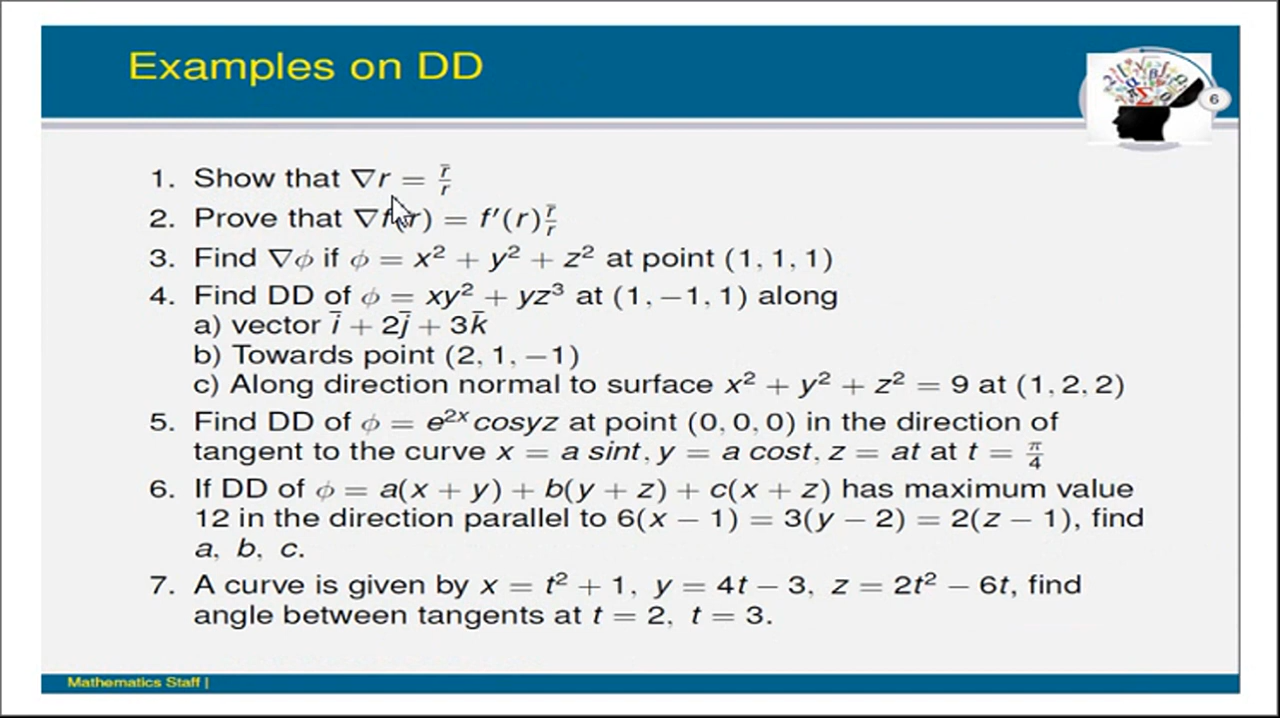 Examples on DD
6
1. Show that ∇r = r̄/r
2. Prove that ∇f(r) = f′(r) r̄/r
3. Find ∇ϕ if ϕ = x² + y² + z² at point (1, 1, 1)
4. Find DD of ϕ = xy² + yz³ at (1, −1, 1) along
a) vector i̅ + 2j̅ + 3k̅
b) Towards point (2, 1, −1)
c) Along direction normal to surface x² + y² + z² = 9 at (1, 2, 2)
5. Find DD of ϕ = e²ˣ cosyz at point (0, 0, 0) in the direction of
tangent to the curve x = a sint, y = a cost, z = at at t = π/4
6. If DD of ϕ = a(x + y) + b(y + z) + c(x + z) has maximum value
12 in the direction parallel to 6(x − 1) = 3(y − 2) = 2(z − 1), find
a, b, c.
7. A curve is given by x = t² + 1, y = 4t − 3, z = 2t² − 6t, find
angle between tangents at t = 2, t = 3.
Mathematics Staff |